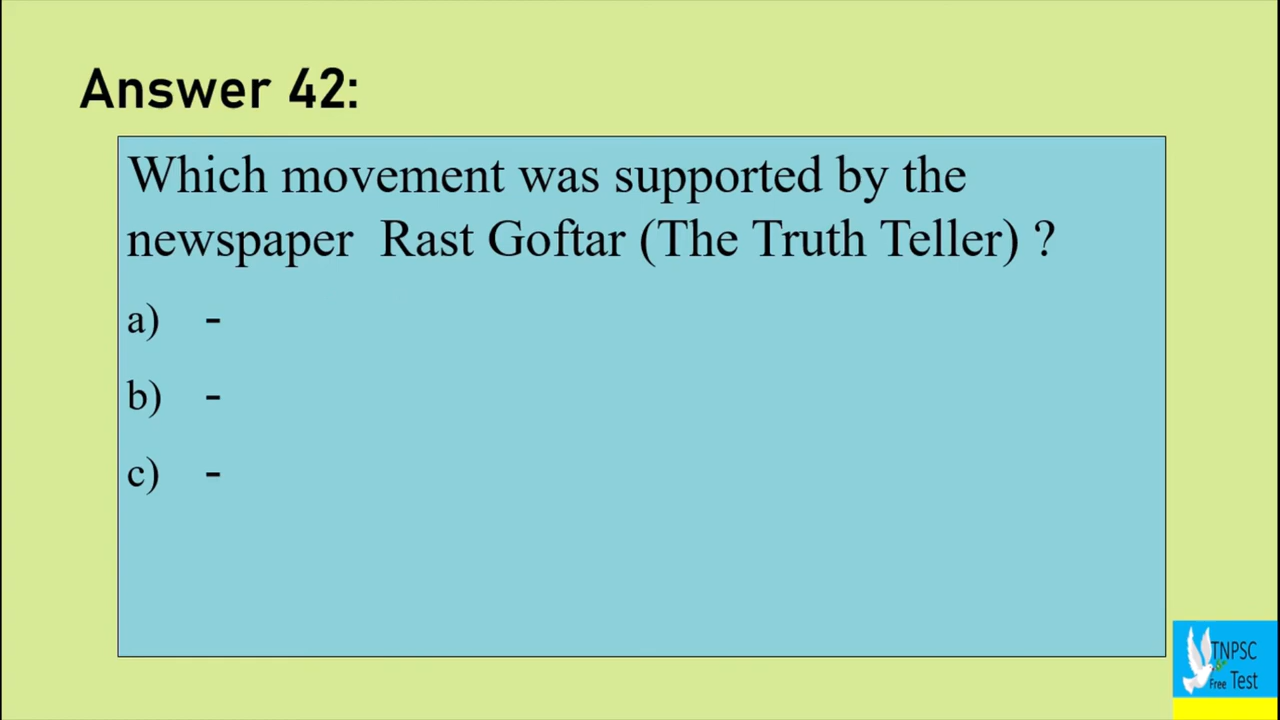 Answer 42:
Which movement was supported by the
newspaper Rast Goftar (The Truth Teller) ?
a) -
b) -
c) -
TNPSC
Free Test